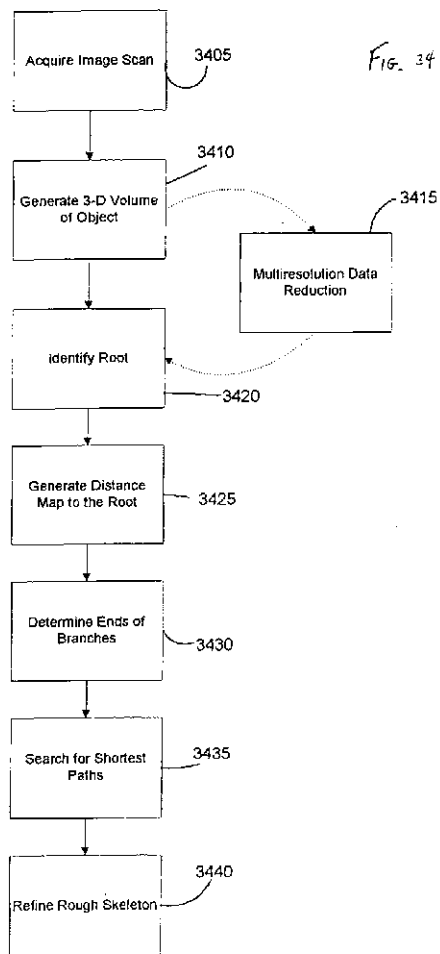 FIG. 34
Acquire Image Scan
3405
3410
Generate 3-D Volume
of Object
3415
Multiresolution Data
Reduction
Identify Root
3420
Generate Distance
Map to the Root
3425
Determine Ends of
Branches
3430
Search for Shortest
Paths
3435
3440
Refine Rough Skeleton